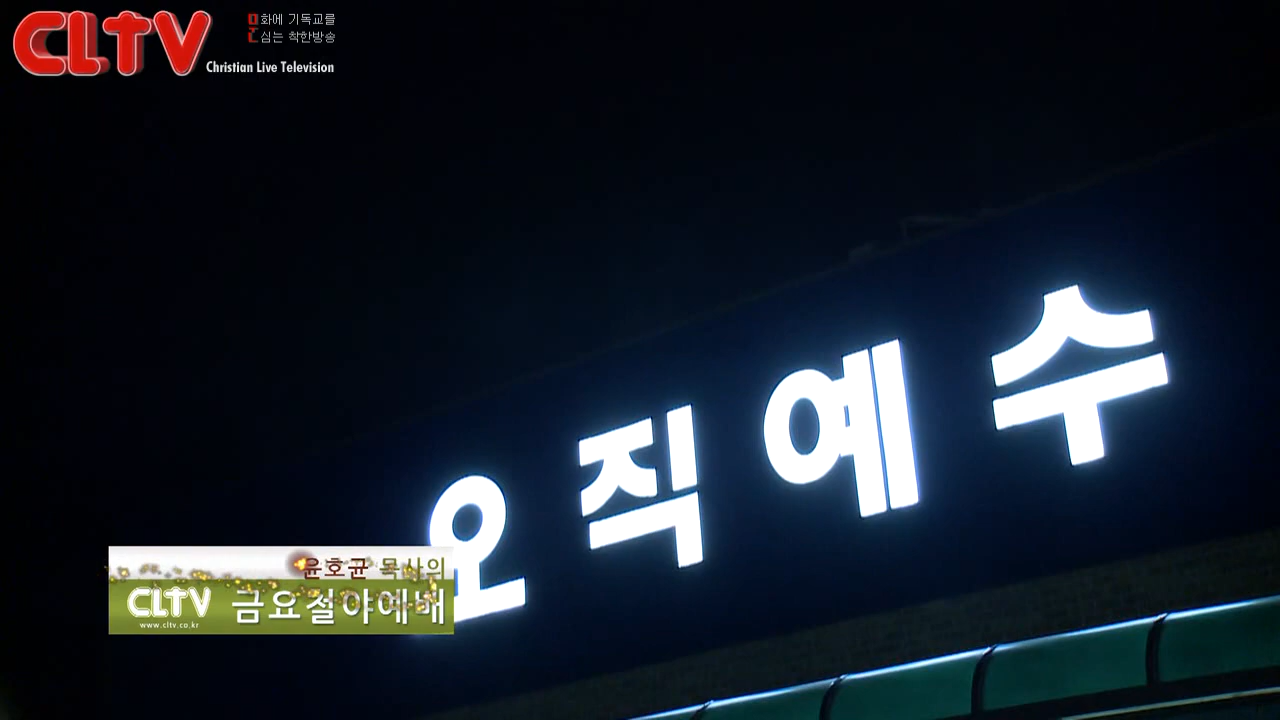 CLTV
문화에 기독교를
심는 착한방송
Christian Live Television
오직예수
윤호균 목사의
CLTV 금요철야예배
www.cltv.co.kr